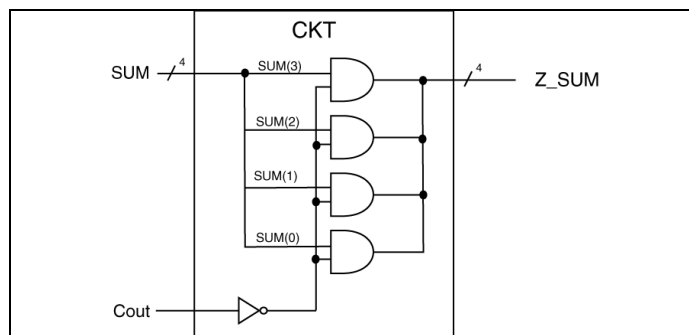 CKT
SUM
4
SUM(3)
4
Z_SUM
SUM(2)
SUM(1)
SUM(0)
Cout